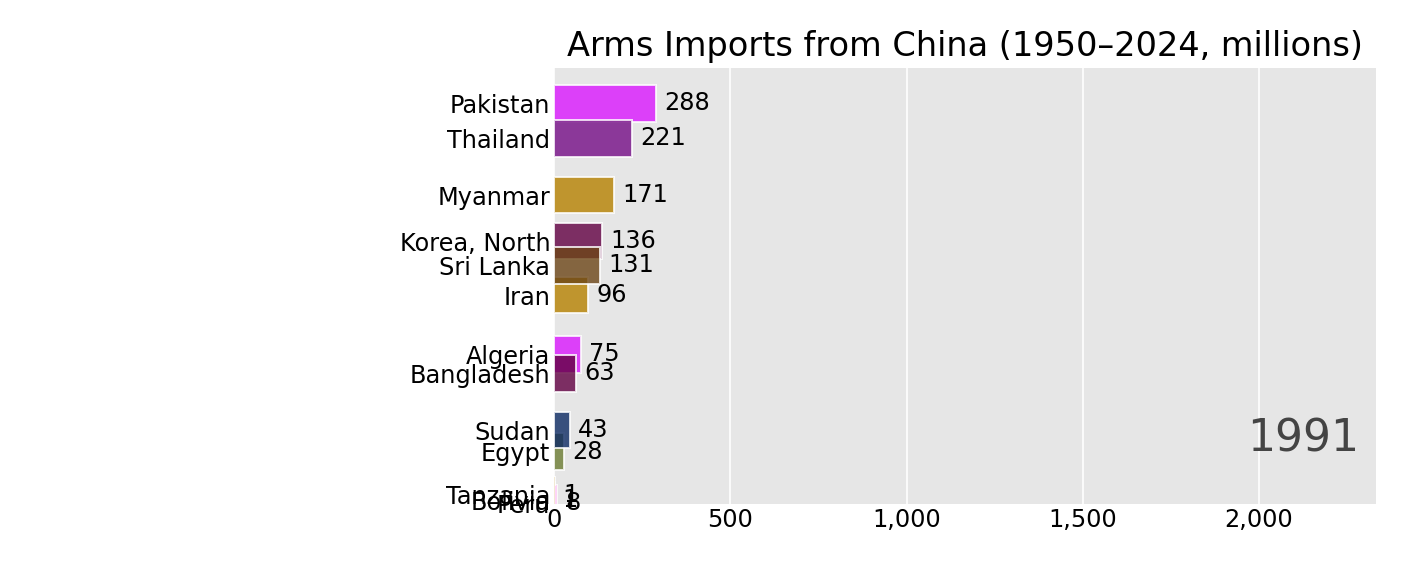 Arms Imports from China (1950–2024, millions)
Pakistan 288
Thailand 221
Myanmar 171
Korea, North 136
Sri Lanka 131
Iran 96
Algeria 75
Bangladesh 63
Sudan 43
Egypt 28
1991
Tanzania 1
0 500 1,000 1,500 2,000